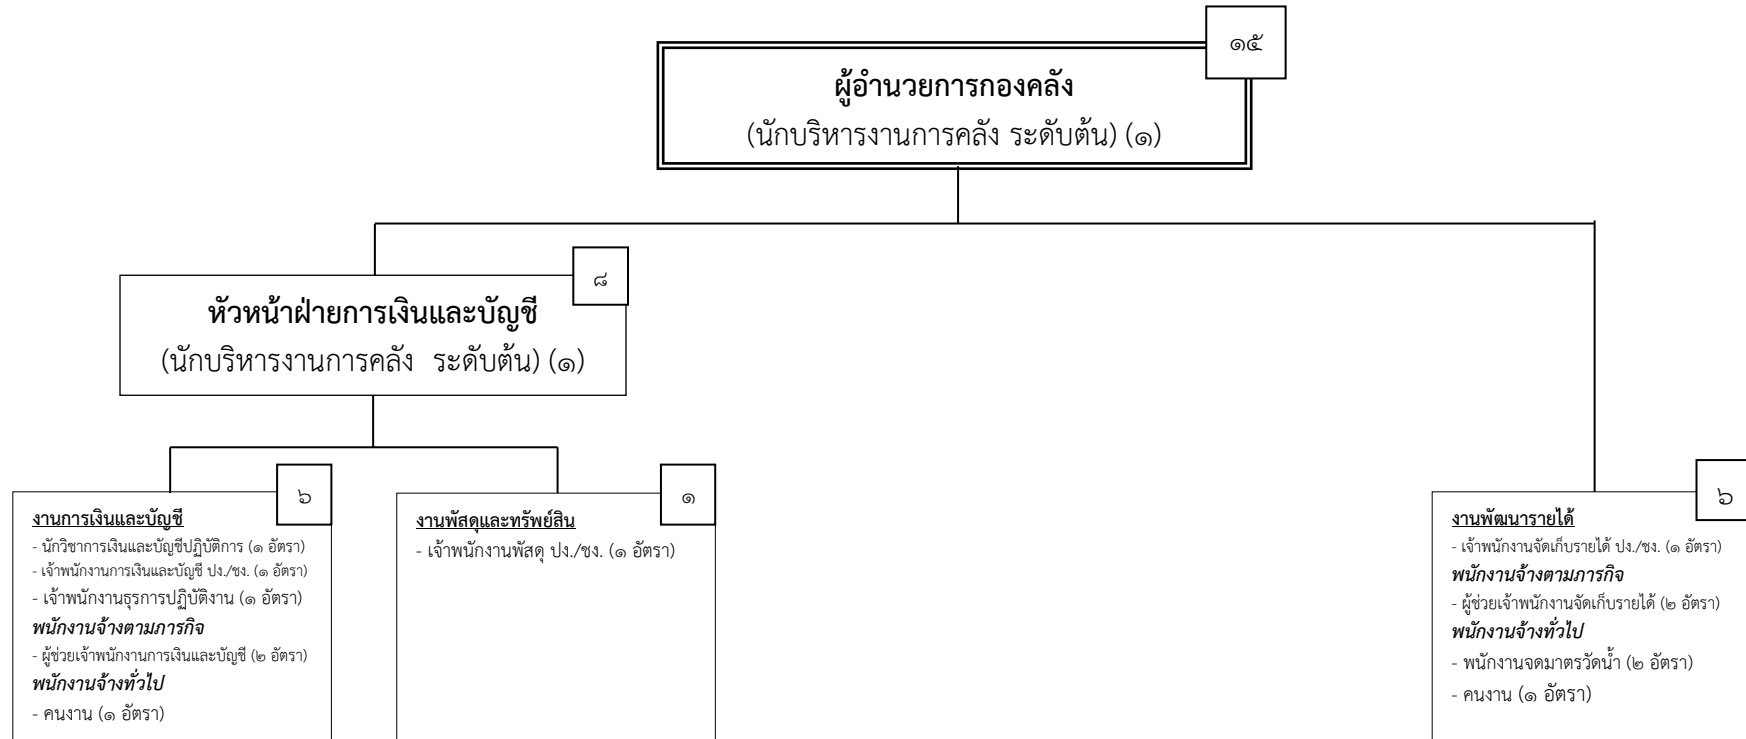 ๑๕
ผู้อำนวยการกองคลัง
(นักบริหารงานการคลัง ระดับต้น) (๑)
๘
หัวหน้าฝ่ายการเงินและบัญชี
(นักบริหารงานการคลัง ระดับต้น) (๑)
๖
งานการเงินและบัญชี
- นักวิชาการเงินและบัญชีปฏิบัติการ (๑ อัตรา)
- เจ้าพนักงานการเงินและบัญชี ปง./ชง. (๑ อัตรา)
- เจ้าพนักงานธุรการปฏิบัติงาน (๑ อัตรา)
พนักงานจ้างตามภารกิจ
- ผู้ช่วยเจ้าพนักงานการเงินและบัญชี (๒ อัตรา)
พนักงานจ้างทั่วไป
- คนงาน (๑ อัตรา)
๑
งานพัสดุและทรัพย์สิน
- เจ้าพนักงานพัสดุ ปง./ชง. (๑ อัตรา)
๖
งานพัฒนารายได้
- เจ้าพนักงานจัดเก็บรายได้ ปง./ชง. (๑ อัตรา)
พนักงานจ้างตามภารกิจ
- ผู้ช่วยเจ้าพนักงานจัดเก็บรายได้ (๒ อัตรา)
พนักงานจ้างทั่วไป
- พนักงานจดมาตรวัดน้ำ (๒ อัตรา)
- คนงาน (๑ อัตรา)